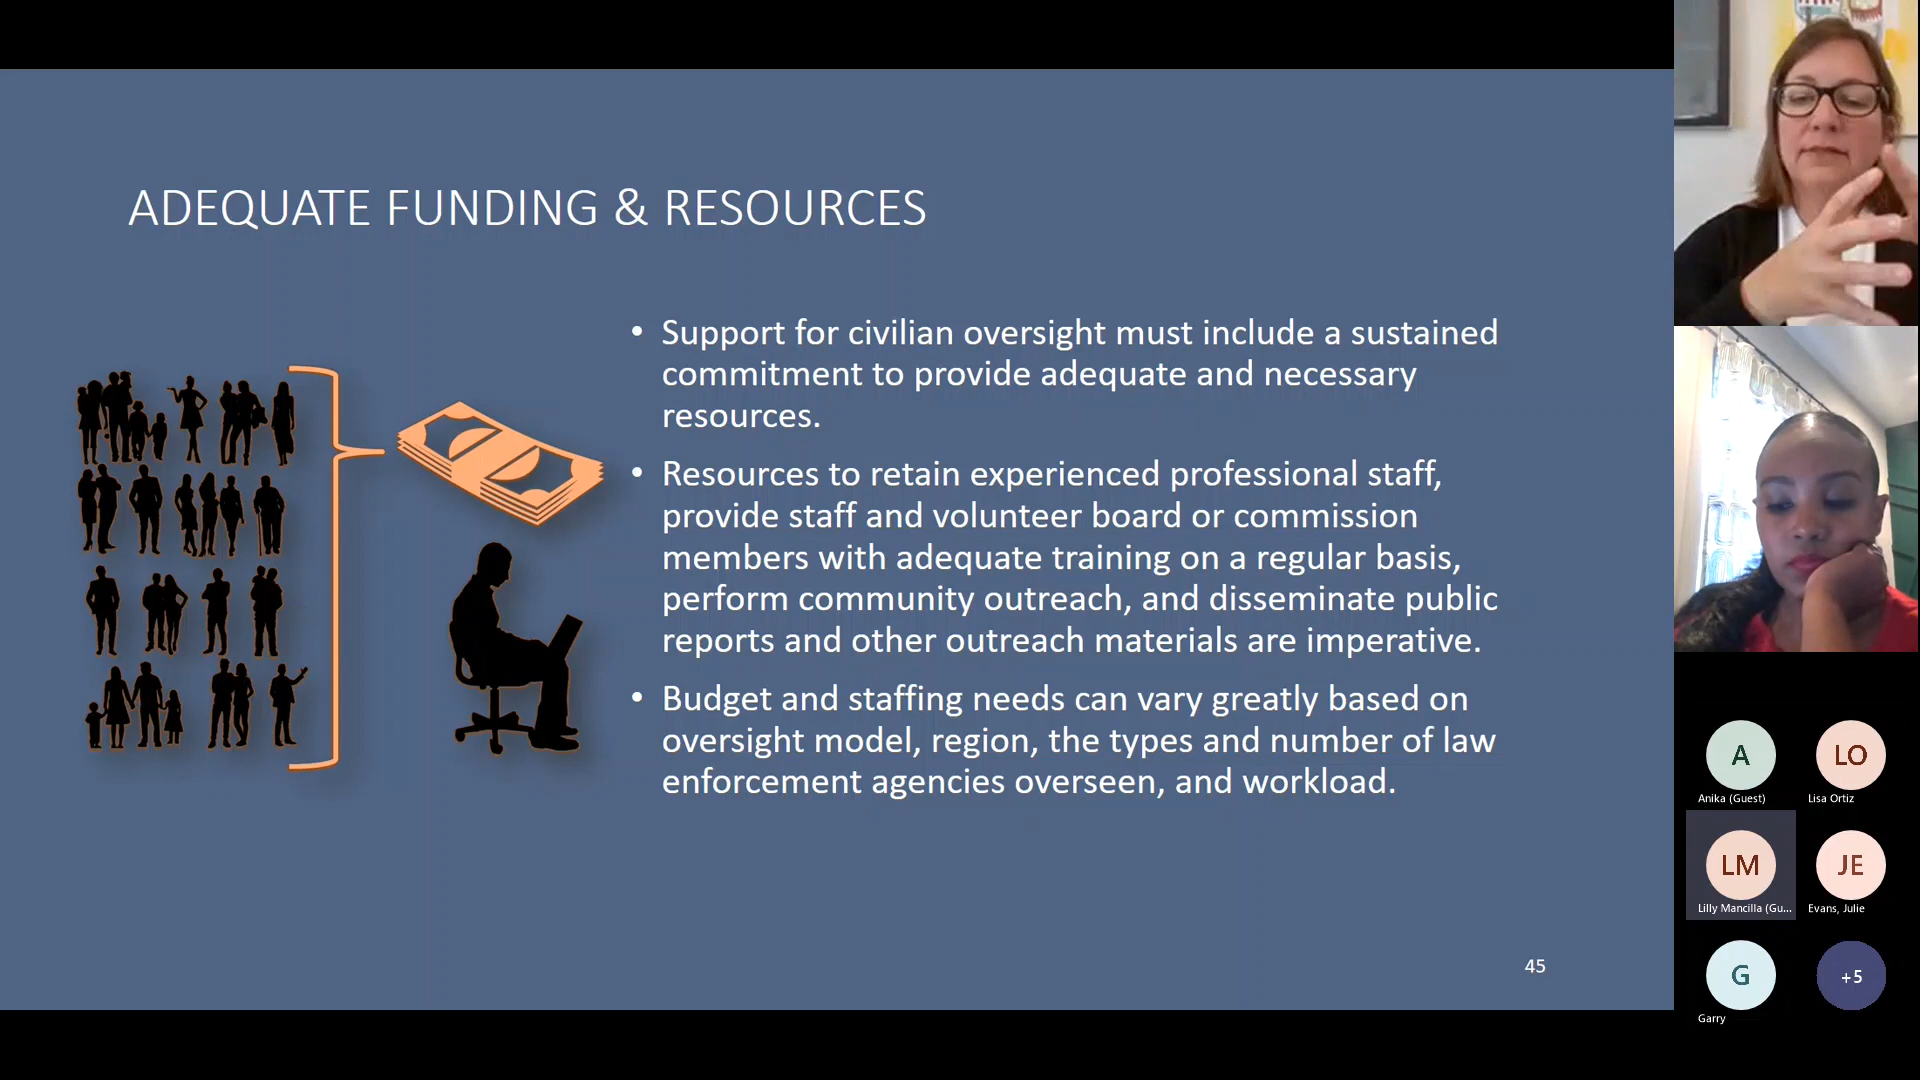 ADEQUATE FUNDING & RESOURCES
• Support for civilian oversight must include a sustained
commitment to provide adequate and necessary
resources.
• Resources to retain experienced professional staff,
provide staff and volunteer board or commission
members with adequate training on a regular basis,
perform community outreach, and disseminate public
reports and other outreach materials are imperative.
• Budget and staffing needs can vary greatly based on
oversight model, region, the types and number of law
enforcement agencies overseen, and workload.
45
A
Anika (Guest)
LO
Lisa Ortiz
LM
Lilly Mancilla (Gu...
JE
Evans, Julie
G
Garry
+5